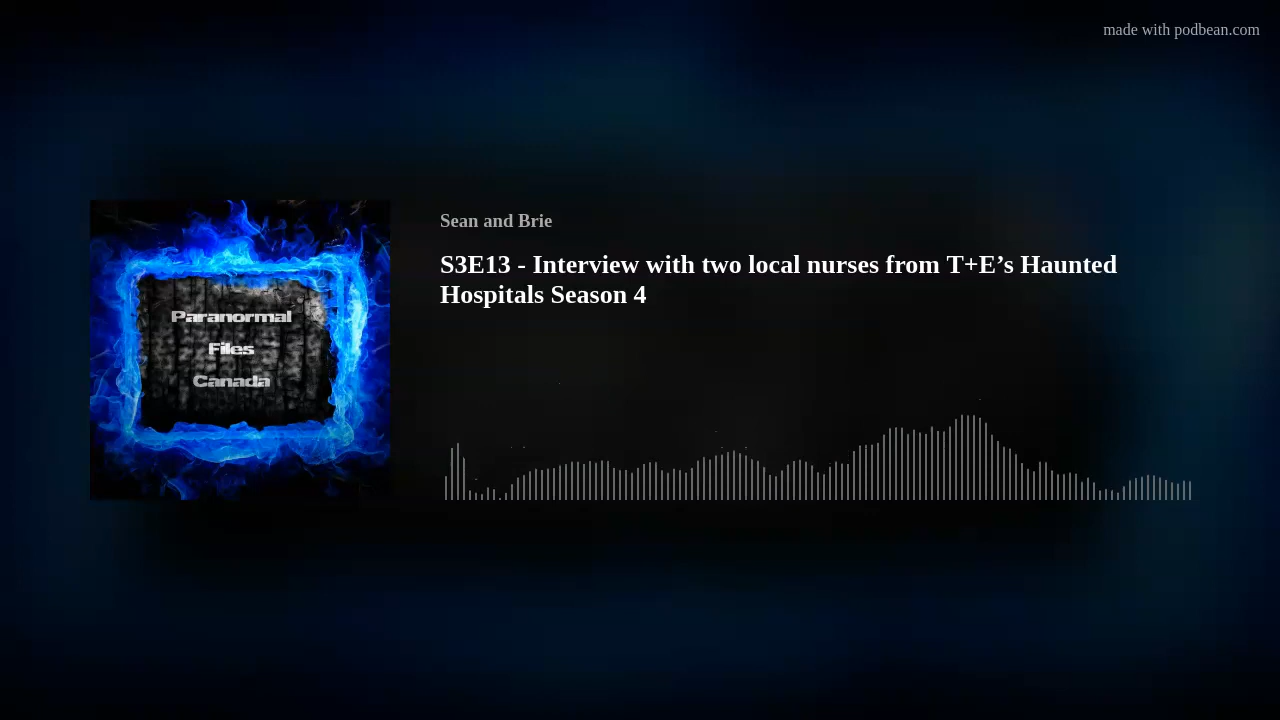 made with podbean.com
Sean and Brie
S3E13 - Interview with two local nurses from T+E’s Haunted
Hospitals Season 4
Paranormal
Files
Canada